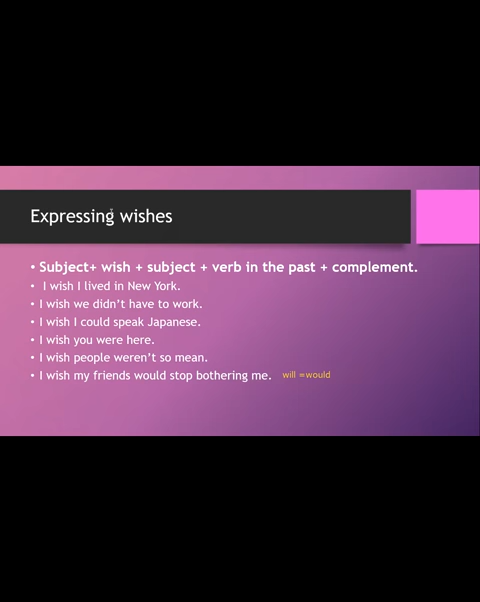 Expressing wishes
• Subject+ wish + subject + verb in the past + complement.
• I wish I lived in New York.
• I wish we didn’t have to work.
• I wish I could speak Japanese.
• I wish you were here.
• I wish people weren’t so mean.
• I wish my friends would stop bothering me. will =would